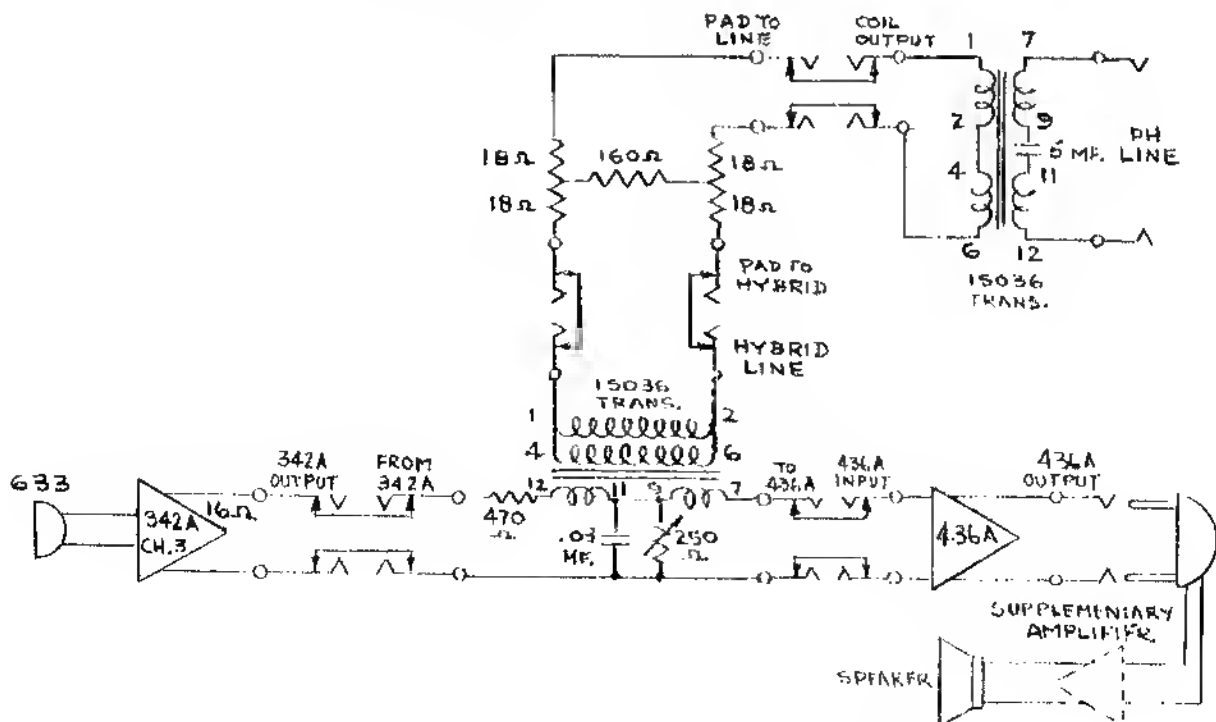 PAD TO
LINE
COIL
OUTPUT
1
7
2
9
4
5 MF.
11
PH
LINE
6
12
15036
TRANS.
18Ω
160Ω
18Ω
18Ω
18Ω
PAD TO
HYBRID
HYBRID
LINE
15036
TRANS.
1
2
4
6
633
342A
CH.3
16Ω
342A
OUTPUT
FROM
342A
12
470
Ω
11
9
7
.03
MF.
250
Ω
TO
436A
436A
INPUT
436A
436A
OUTPUT
SUPPLEMENTARY
AMPLIFIER
SPEAKER